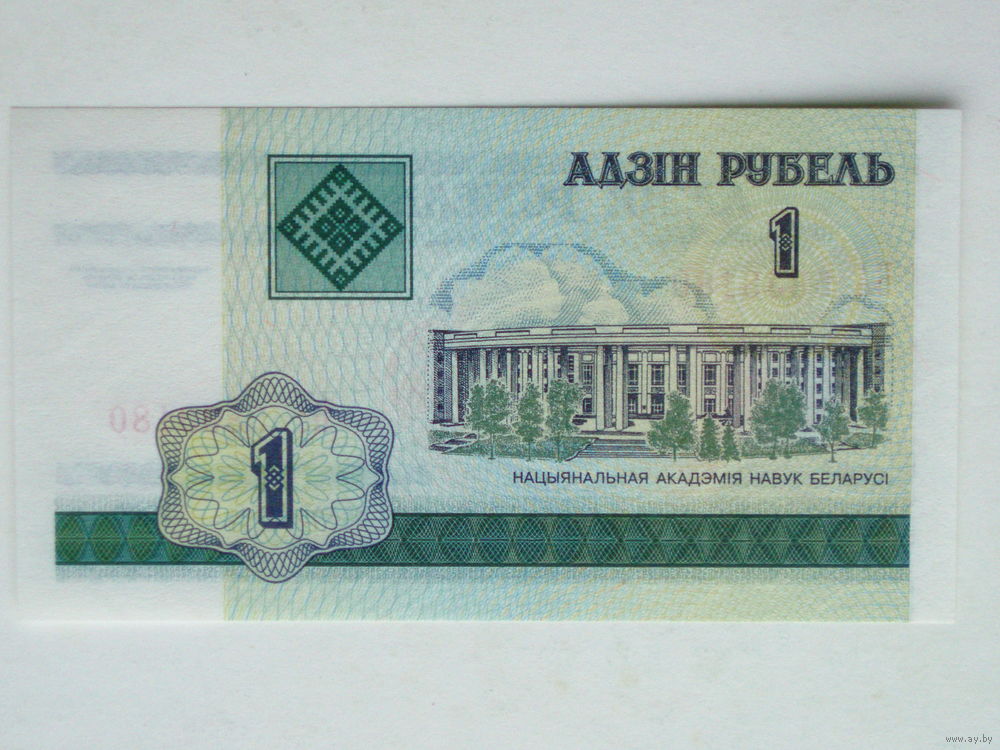 АДЗІН РУБЕЛЬ
1
НАЦЫЯНАЛЬНАЯ АКАДЭМІЯ НАВУК БЕЛАРУСІ
1
www.ay.by